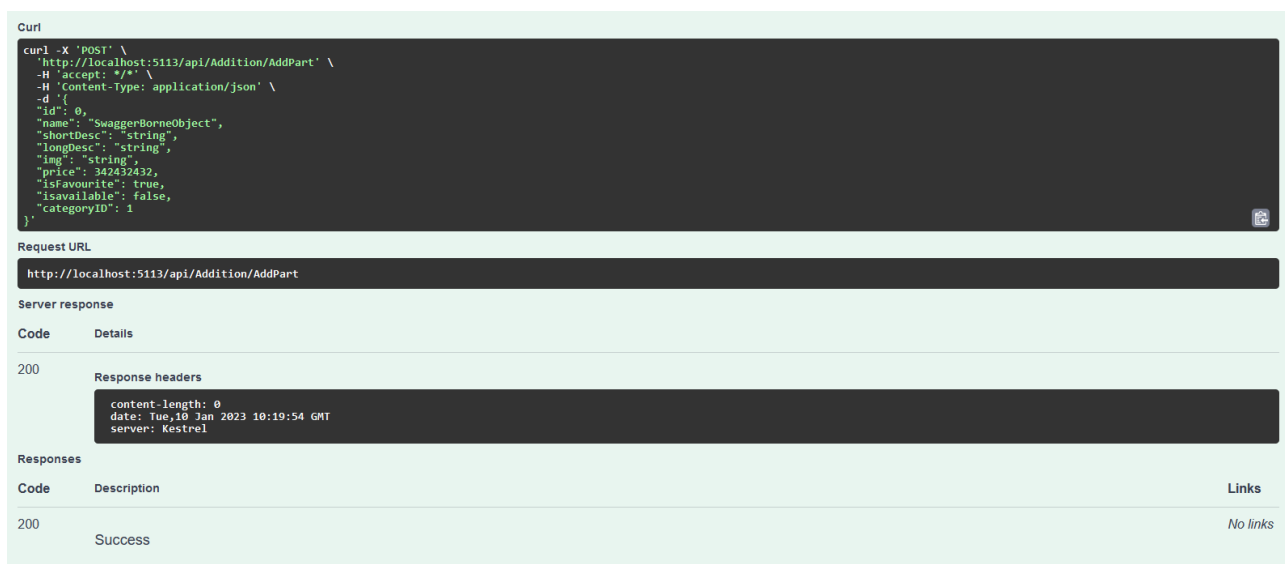 Curl
curl -X 'POST' \
'http://localhost:5113/api/Addition/AddPart' \
-H 'accept: */*' \
-H 'Content-Type: application/json' \
-d '{
"id": 0,
"name": "SwaggerBorneObject",
"shortDesc": "string",
"longDesc": "string",
"img": "string",
"price": 342432432,
"isFavourite": true,
"isavailable": false,
"categoryID": 1
}'
Request URL
http://localhost:5113/api/Addition/AddPart
Server response
Code Details
200
Response headers
content-length: 0
date: Tue,10 Jan 2023 10:19:54 GMT
server: Kestrel
Responses
Code Description Links
200 No links
Success